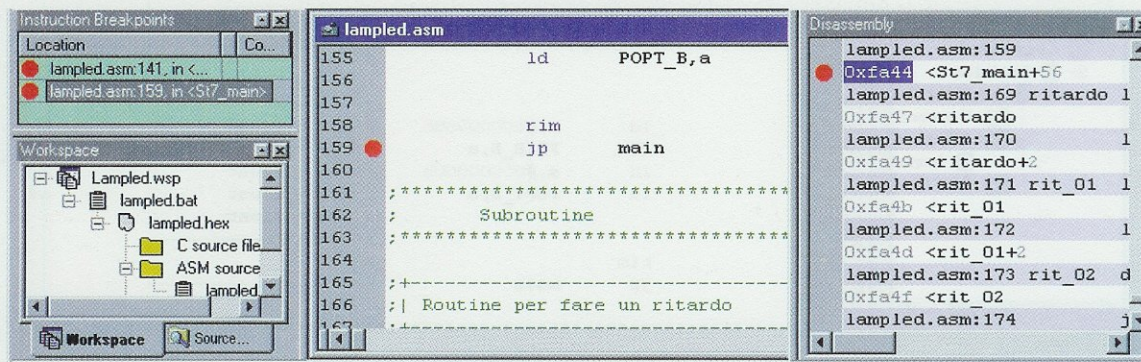 Instruction Breakpoints
Location Co...
lampled.asm:141, in <...
lampled.asm:159, in <St7_main>
Workspace
Lampled.wsp
lampled.bat
lampled.hex
C source file
ASM source
lampled
Workspace Source...
lampled.asm
155 ld POPT_B,a
156
157
158 rim
159 jp main
160
161 ;***********************************
162 ; Subroutine
163 ;***********************************
164
165 ;+-----------------------------------
166 ;| Routine per fare un ritardo
167 ;+-----------------------------------
Disassembly
lampled.asm:159
0xfa44 <St7_main+56
lampled.asm:169 ritardo l
0xfa47 <ritardo
lampled.asm:170 l
0xfa49 <ritardo+2
lampled.asm:171 rit_01 l
0xfa4b <rit_01
lampled.asm:172 l
0xfa4d <rit_01+2
lampled.asm:173 rit_02 d
0xfa4f <rit_02
lampled.asm:174 j